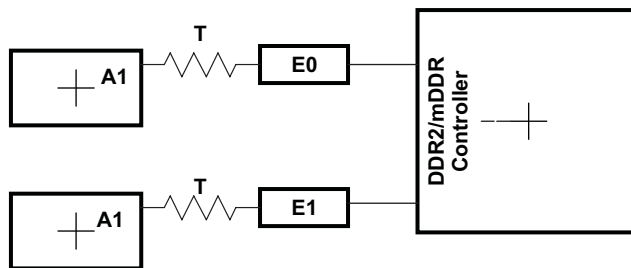 T
A1
E0
DDR2/mDDR
Controller
T
A1
E1